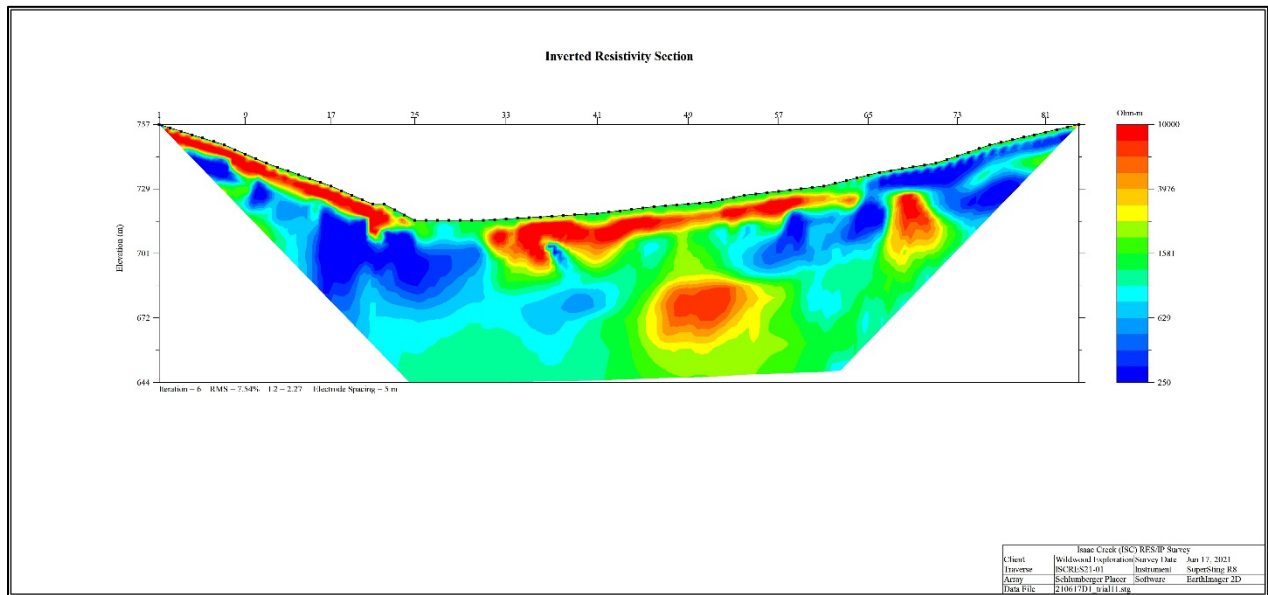 Inverted Resistivity Section
1 9 17 25 33 41 49 57 65 73 81
Ohm-m
737
729
701
672
644
Elevation (m)
10000
3976
1581
629
250
Iteration = 6 RMS = 7.54% L2 = 2.27 Electrode Spacing = 5 m
Isaac Creek (ISC) RES/IP Survey
Client Wildwood Exploration Survey Date Jun 17, 2021
Traverse ISCRES21-01 Instrument SuperSting R8
Array Schlumberger Placer Software EarthImager 2D
Data File 210617D1_trial11.stg